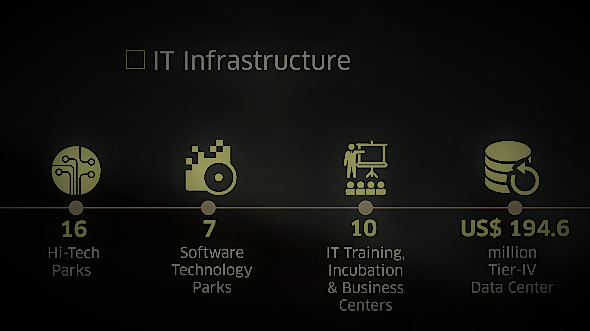 IT Infrastructure
16
Hi-Tech
Parks
7
Software
Technology
Parks
10
IT Training,
Incubation
& Business
Centers
US$ 194.6
million
Tier-IV
Data Center